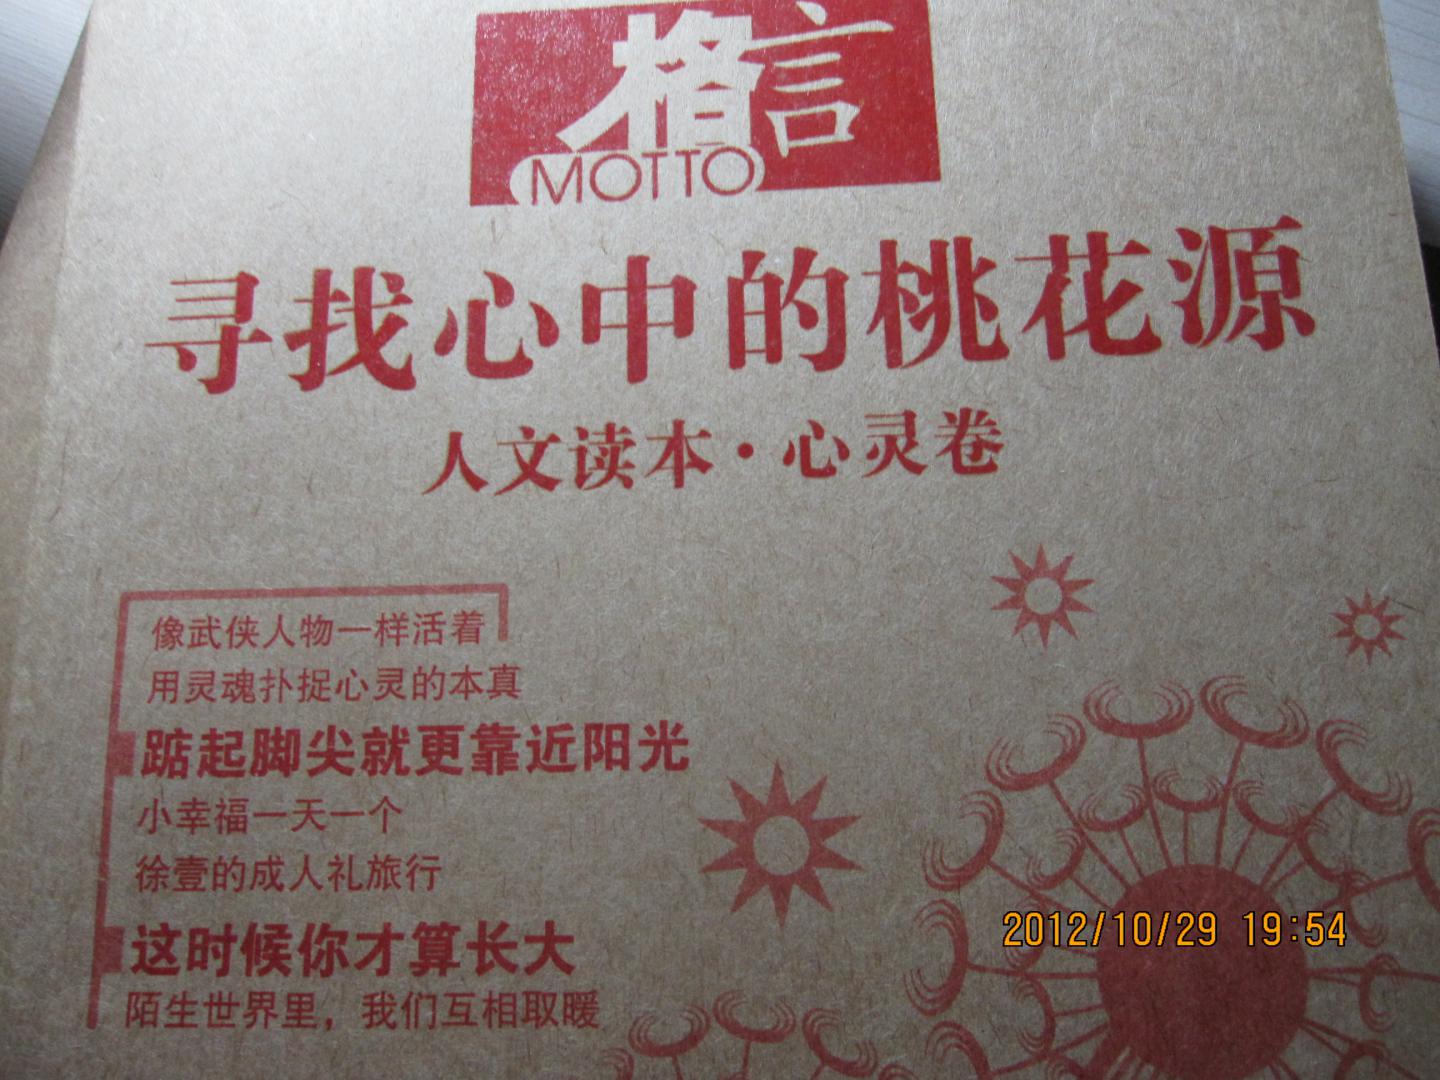 格言
MOTTO
寻找心中的桃花源
人文读本·心灵卷
像武侠人物一样活着
用灵魂扑捉心灵的本真
踮起脚尖就更靠近阳光
小幸福一天一个
徐壹的成人礼旅行
这时候你才算长大
陌生世界里，我们互相取暖
2012/10/29 19:54